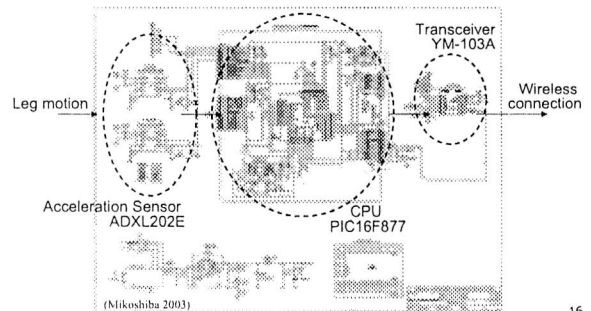 Transceiver
YM-103A
Wireless
connection
Leg motion
Acceleration Sensor
ADXL202E
CPU
PIC16F877
(Mikoshiba 2003)
16